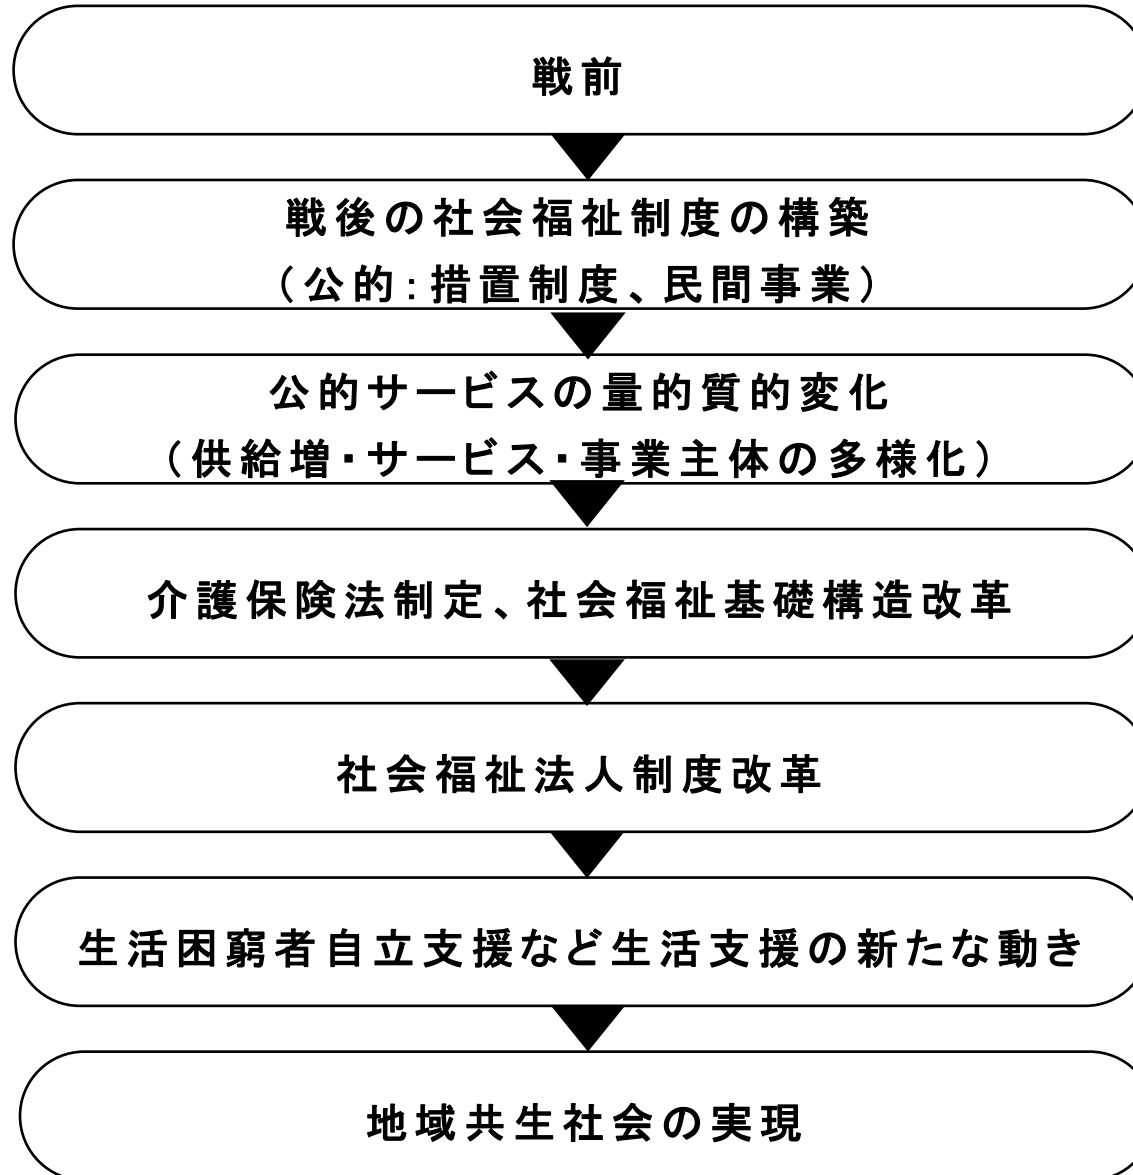 戦前
戦後の社会福祉制度の構築
（公的：措置制度、民間事業）
公的サービスの量的質的変化
（供給増・サービス・事業主体の多様化）
介護保険法制定、社会福祉基礎構造改革
社会福祉法人制度改革
生活困窮者自立支援など生活支援の新たな動き
地域共生社会の実現